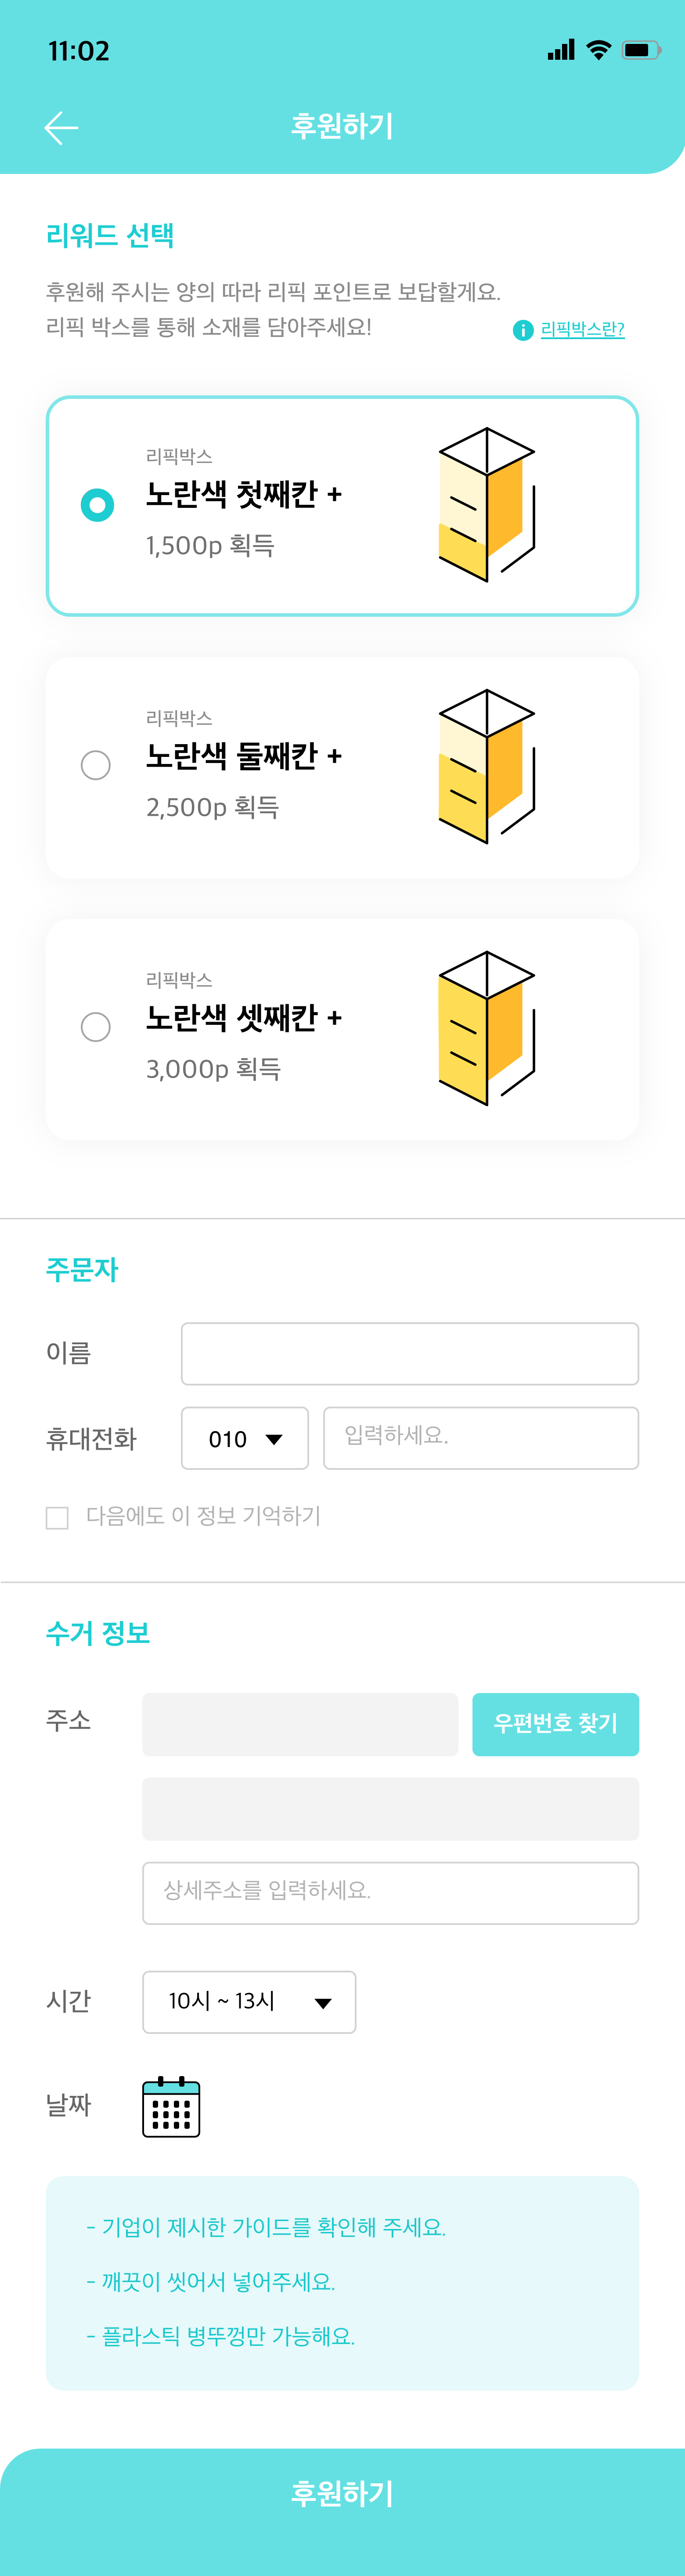 11:02
후원하기
리워드 선택
후원해 주시는 양의 따라 리픽 포인트로 보답할게요.
리픽 박스를 통해 소재를 담아주세요!
리픽박스란?
리픽박스
노란색 첫째칸 +
1,500p 획득
리픽박스
노란색 둘째칸 +
2,500p 획득
리픽박스
노란색 셋째칸 +
3,000p 획득
주문자
이름
휴대전화 010 입력하세요.
다음에도 이 정보 기억하기
수거 정보
주소 우편번호 찾기
상세주소를 입력하세요.
시간 10시 ~ 13시
날짜
- 기업이 제시한 가이드를 확인해 주세요.
- 깨끗이 씻어서 넣어주세요.
- 플라스틱 병뚜껑만 가능해요.
후원하기